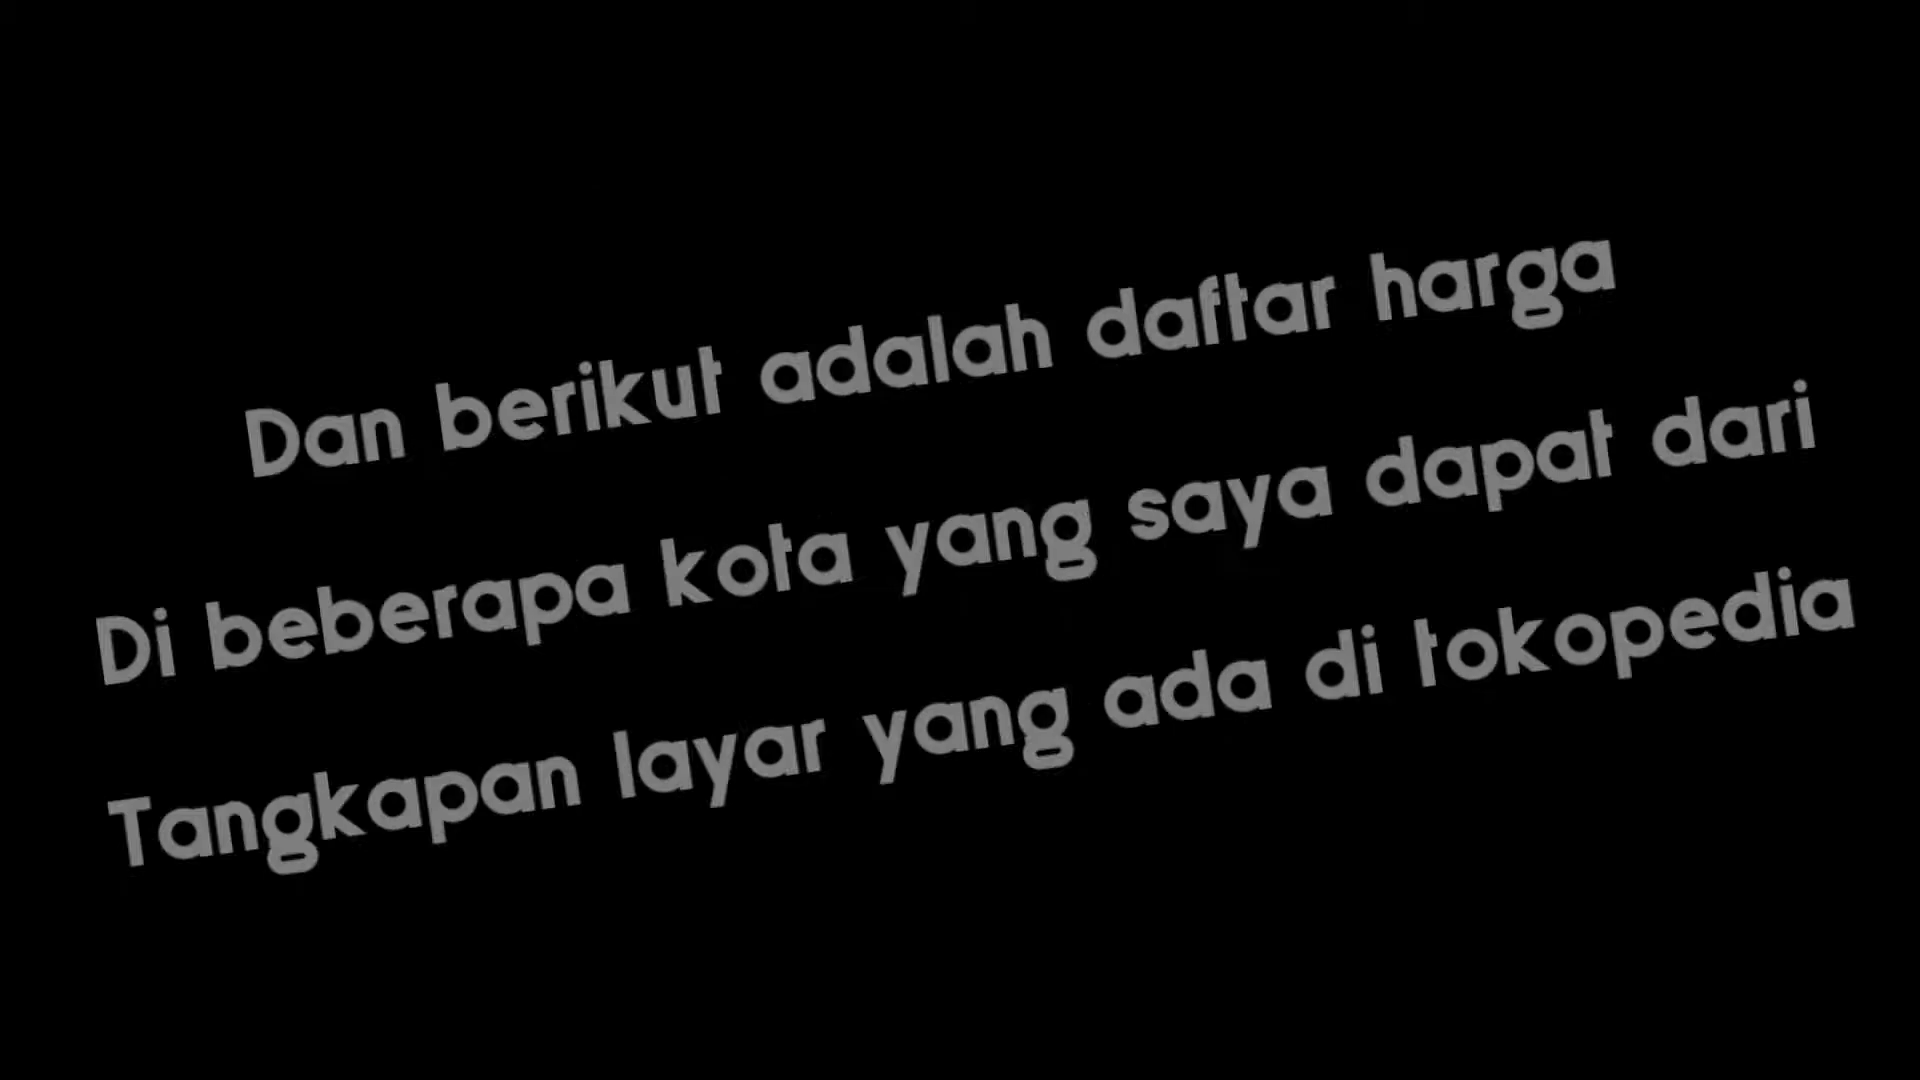 Dan berikut adalah daftar harga
Di beberapa kota yang saya dapat dari
Tangkapan layar yang ada di tokopedia